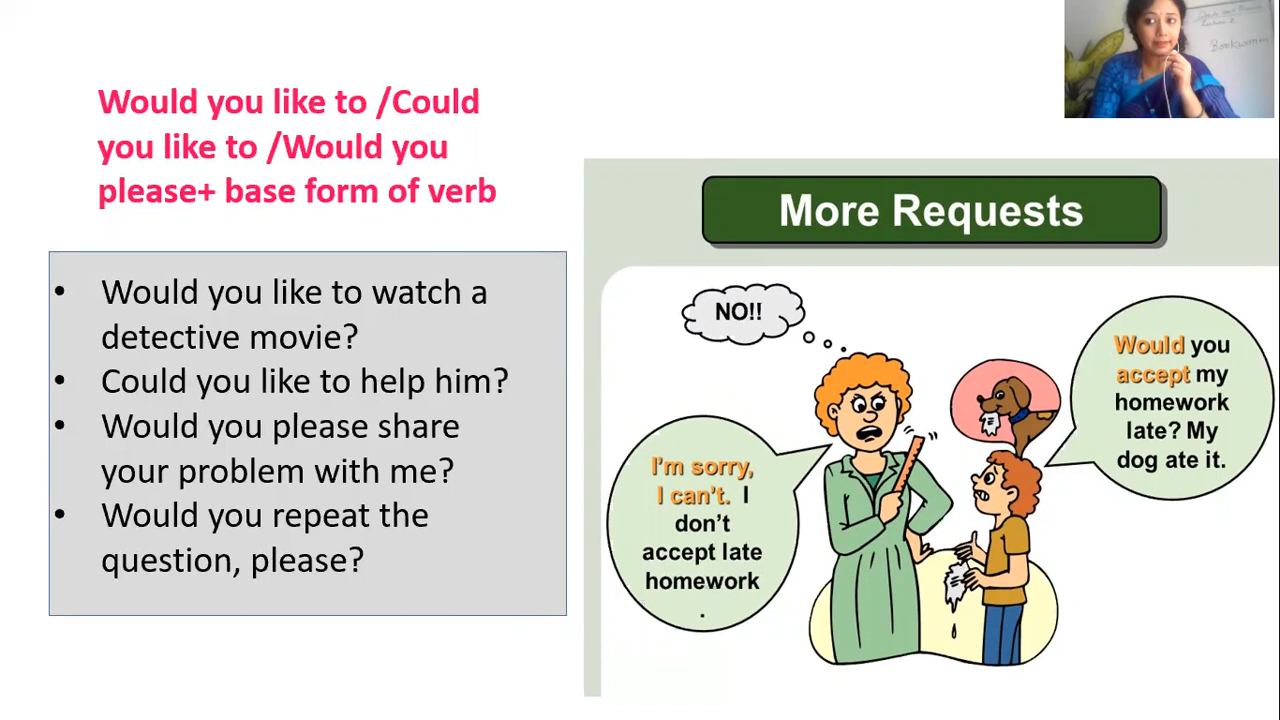 Would you like to /Could
you like to /Would you
please+ base form of verb
• Would you like to watch a
detective movie?
• Could you like to help him?
• Would you please share
your problem with me?
• Would you repeat the
question, please?
More Requests
NO!!
Would you
accept my
homework
late? My
dog ate it.
I'm sorry,
I can't. I
don't
accept late
homework
.